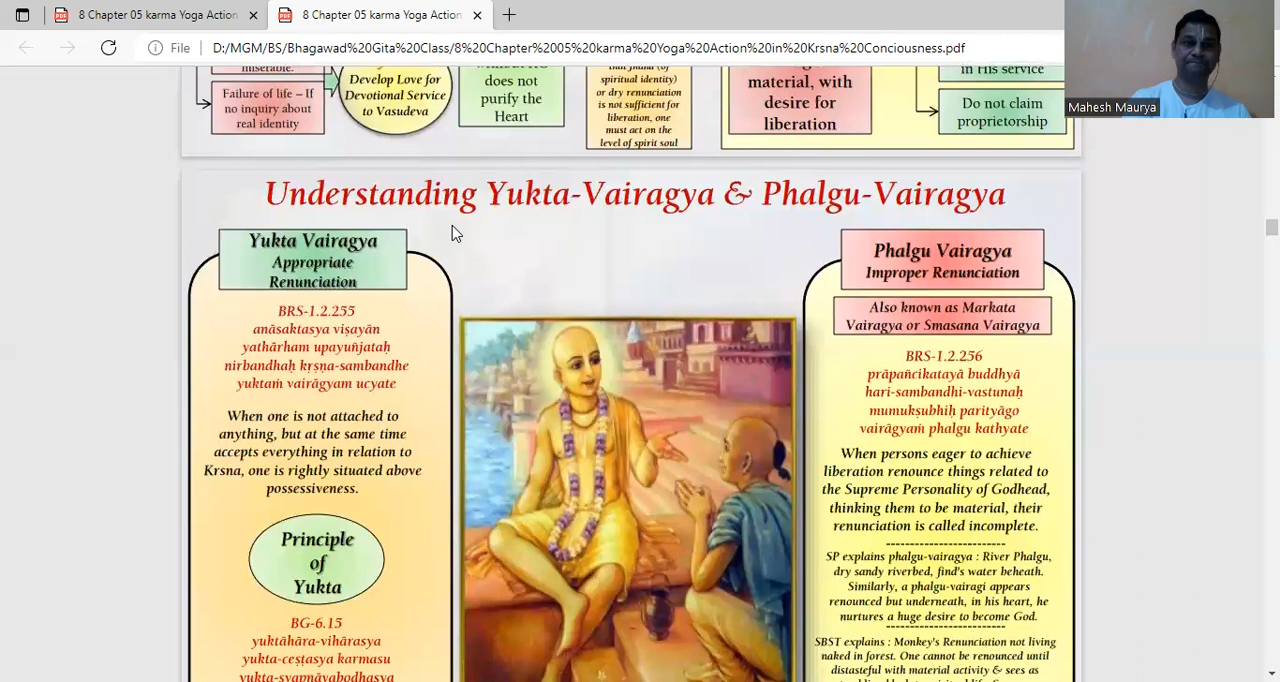 8 Chapter 05 karma Yoga Action
8 Chapter 05 karma Yoga Action
File
D:/MGM/BS/Bhagawad%20Gita%20Class/8%20Chapter%2005%20karma%20Yoga%20Action%20in%20Krsna%20Conciousness.pdf
Mahesh Maurya
miserable.
Failure of life – If
no inquiry about
real identity
Develop Love for
Devotional Service
to Vasudeva
does not
purify the
Heart
spiritual identity)
or dry renunciation
is not sufficient for
liberation, one
must act on the
level of spirit soul
material, with
desire for
liberation
in His service
Do not claim
proprietorship
Understanding Yukta-Vairagya & Phalgu-Vairagya
Yukta Vairagya
Appropriate
Renunciation
BRS-1.2.255
anāsaktasya viṣayān
yathārham upayuñjataḥ
nirbandhaḥ kṛṣṇa-sambandhe
yuktaṁ vairāgyam ucyate
When one is not attached to
anything, but at the same time
accepts everything in relation to
Krsna, one is rightly situated above
possessiveness.
Principle
of
Yukta
BG-6.15
yuktāhāra-vihārasya
yukta-ceṣṭasya karmasu
yukta-svapnāvabodhasya
Phalgu Vairagya
Improper Renunciation
Also known as Markata
Vairagya or Smasana Vairagya
BRS-1.2.256
prāpañcikatayā buddhyā
hari-sambandhi-vastunaḥ
mumukṣubhiḥ parityāgo
vairāgyaṁ phalgu kathyate
When persons eager to achieve
liberation renounce things related to
the Supreme Personality of Godhead,
thinking them to be material, their
renunciation is called incomplete.
------------------------
SP explains phalgu-vairagya : River Phalgu,
dry sandy riverbed, find's water beheath.
Similarly, a phalgu-vairagi appears
renounced but underneath, in his heart, he
nurtures a huge desire to become God.
------------------------
SBST explains : Monkey's Renunciation not living
naked in forest. One cannot be renounced until
distasteful with material activity & sees as